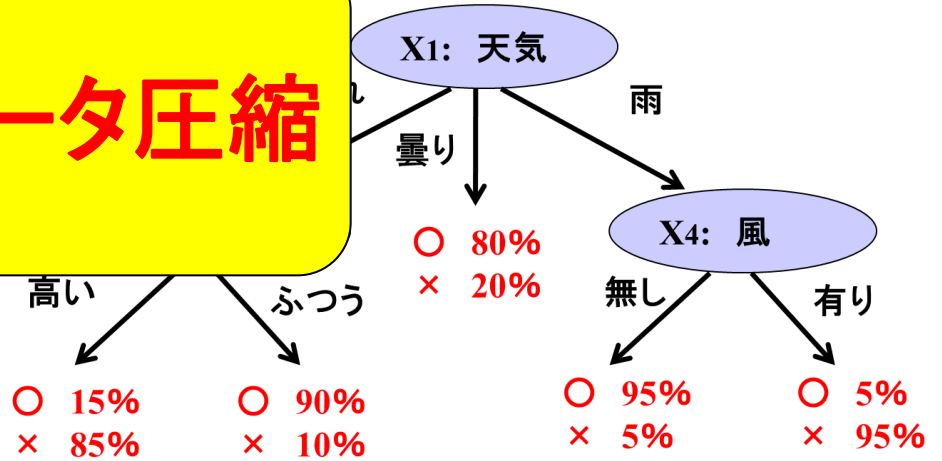 X1: 天気
ータ圧縮
れ
雨
曇り
X4: 風
〇 80%
× 20%
高い
ふつう
無し
有り
〇 15%
× 85%
〇 90%
× 10%
〇 95%
× 5%
〇 5%
× 95%